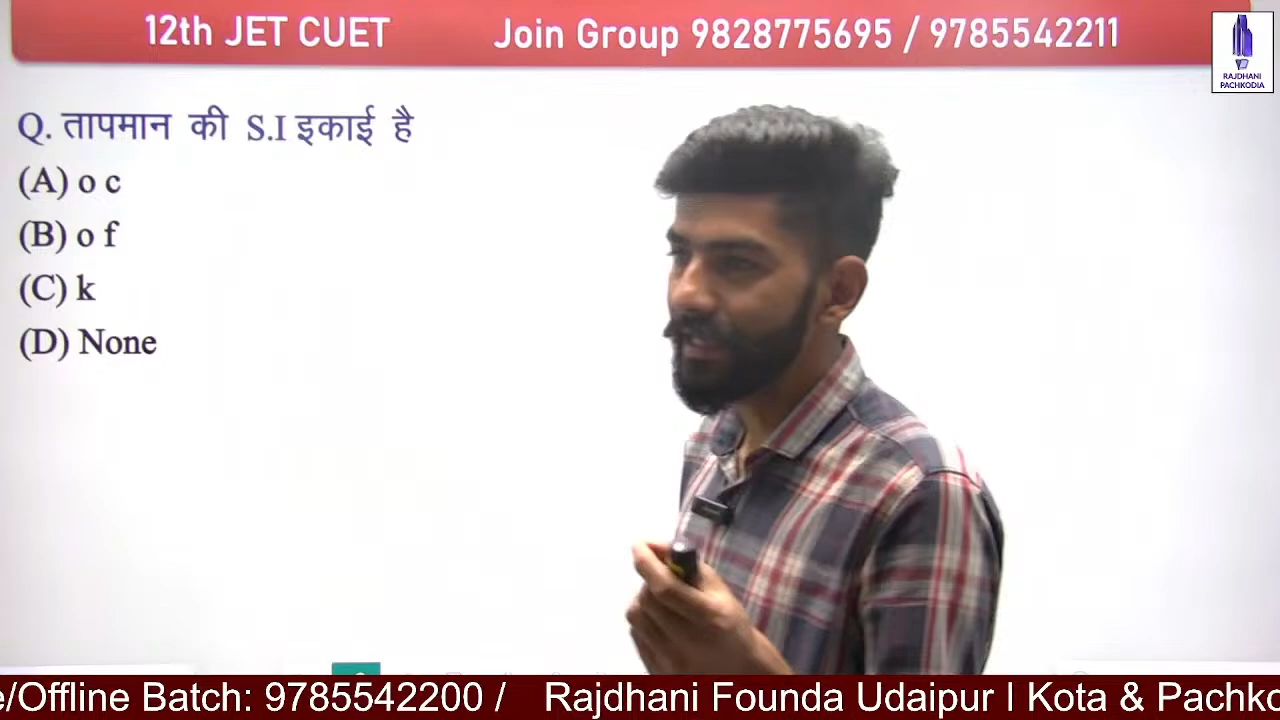 12th JET CUET Join Group 9828775695 / 9785542211
RAJDHANI
PACHKODIA
Q. तापमान की S.I इकाई है
(A) o c
(B) o f
(C) k
(D) None
e/Offline Batch: 9785542200 / Rajdhani Founda Udaipur I Kota & Pachko